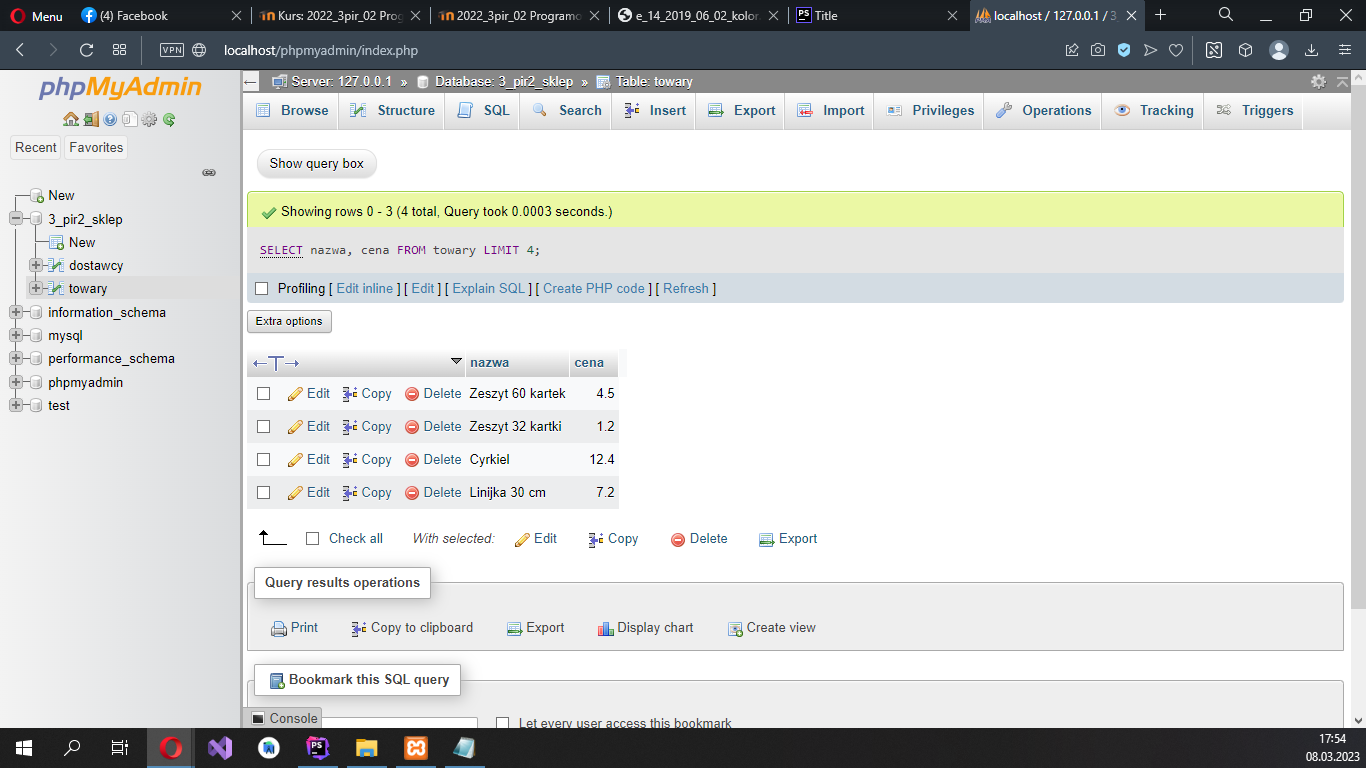 Menu
(4) Facebook
Kurs: 2022_3pir_02 Prog
2022_3pir_02 Programo
e_14_2019_06_02_kolor.
Title
localhost / 127.0.0.1 / 3
VPN
localhost/phpmyadmin/index.php
phpMyAdmin
Recent
Favorites
New
3_pir2_sklep
New
dostawcy
towary
information_schema
mysql
performance_schema
phpmyadmin
test
Server: 127.0.0.1 » Database: 3_pir2_sklep » Table: towary
Browse Structure SQL Search Insert Export Import Privileges Operations Tracking Triggers
Show query box
Showing rows 0 - 3 (4 total, Query took 0.0003 seconds.)
SELECT nazwa, cena FROM towary LIMIT 4;
Profiling [ Edit inline ] [ Edit ] [ Explain SQL ] [ Create PHP code ] [ Refresh ]
Extra options
←T→ nazwa cena
Edit Copy Delete Zeszyt 60 kartek 4.5
Edit Copy Delete Zeszyt 32 kartki 1.2
Edit Copy Delete Cyrkiel 12.4
Edit Copy Delete Linijka 30 cm 7.2
Check all With selected: Edit Copy Delete Export
Query results operations
Print Copy to clipboard Export Display chart Create view
Bookmark this SQL query
Console
Let every user access this bookmark
17:54
08.03.2023